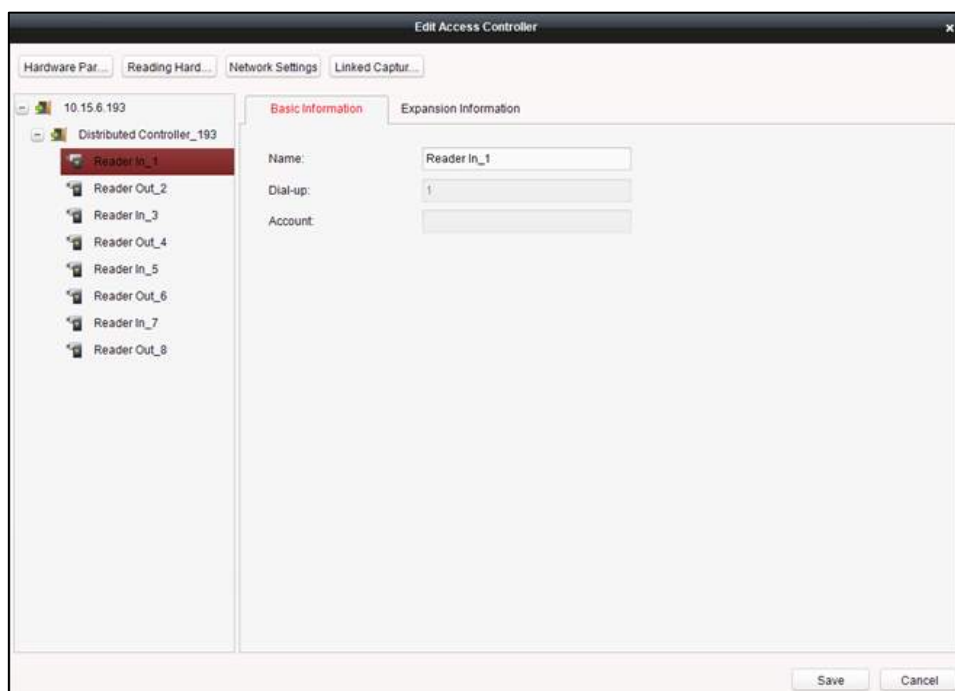 Edit Access Controller
Hardware Par... Reading Hard... Network Settings Linked Captur...
10.15.6.193
Distributed Controller_193
Reader In_1
Reader Out_2
Reader In_3
Reader Out_4
Reader In_5
Reader Out_6
Reader In_7
Reader Out_8
Basic Information Expansion Information
Name: Reader In_1
Dial-up: 1
Account:
Save Cancel